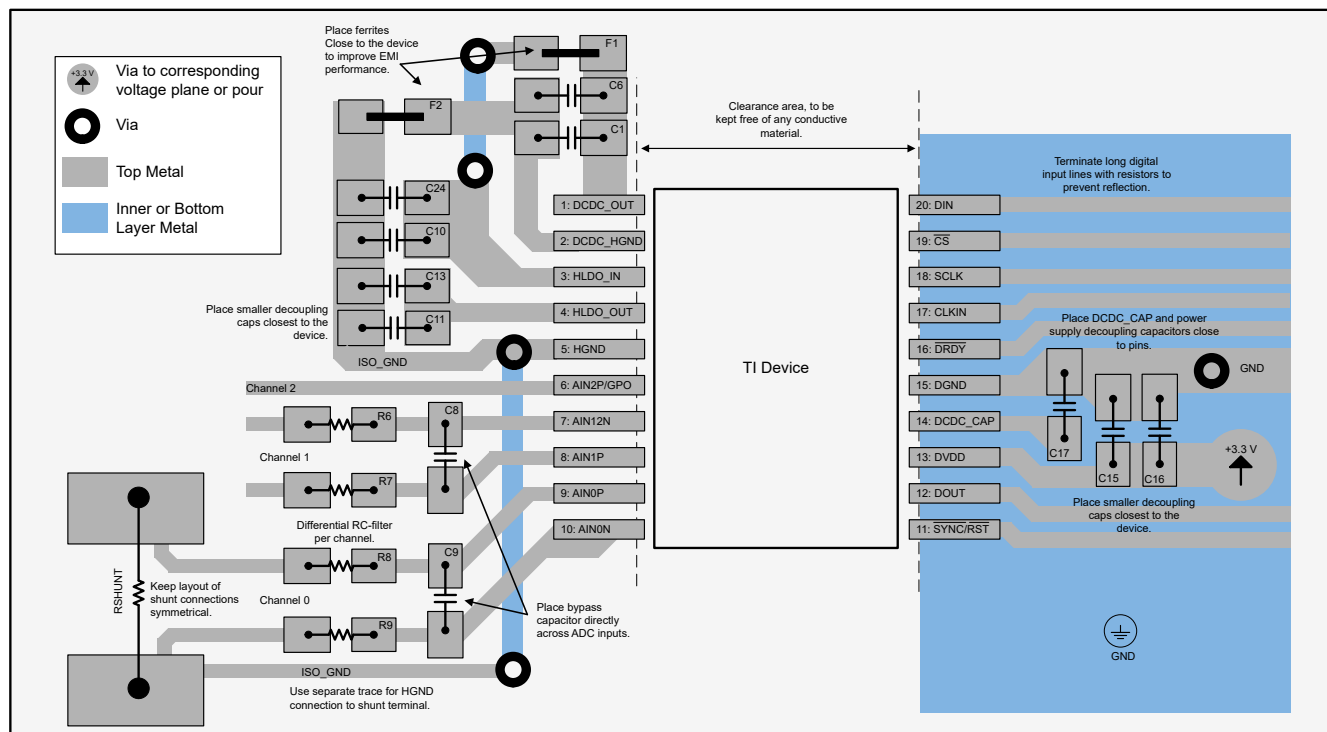 +3.3 V
Via to corresponding
voltage plane or pour
Via
Top Metal
Inner or Bottom
Layer Metal
Place ferrites
Close to the device
to improve EMI
performance.
F1
F2
C6
C1
C24
C10
C13
C11
Place smaller decoupling
caps closest to the
device.
ISO_GND
Clearance area, to be
kept free of any conductive
material.
1: DCDC_OUT
2: DCDC_HGND
3: HLDO_IN
4: HLDO_OUT
5: HGND
6: AIN2P/GPO
7: AIN12N
8: AIN1P
9: AIN0P
10: AIN0N
TI Device
20: DIN
19: CS
18: SCLK
17: CLKIN
16: DRDY
15: DGND
14: DCDC_CAP
13: DVDD
12: DOUT
11: SYNC/RST
Terminate long digital
input lines with resistors to
prevent reflection.
Place DCDC_CAP and power
supply decoupling capacitors close
to pins.
GND
C17
C15
C16
+3.3 V
Place smaller decoupling
caps closest to the
device.
GND
Channel 2
R6
C8
Channel 1
R7
Differential RC-filter
per channel.
R8
C9
RSHUNT
Keep layout of
shunt connections
symmetrical.
Channel 0
R9
Place bypass
capacitor directly
across ADC inputs.
ISO_GND
Use separate trace for HGND
connection to shunt terminal.